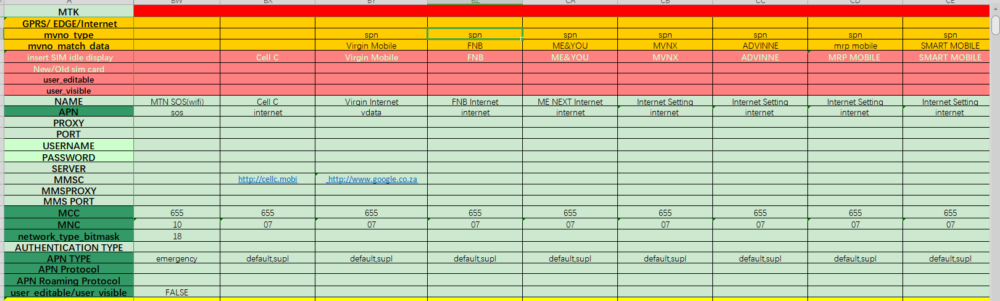 A BW BX BY BZ CA CB CC CD CE
MTK
GPRS/ EDGE/Internet
mvno_type spn spn spn spn spn spn spn
mvno_match_data Virgin Mobile FNB ME&YOU MVNX ADVINNE mrp mobile SMART MOBILE
insert SIM idle display Cell C Virgin Mobile FNB ME&YOU MVNX ADVINNE MRP MOBILE SMART MOBILE
New/Old sim card
user_editable
user_visible
NAME MTN SOS(wifi) Cell C Virgin Internet FNB Internet ME NEXT Internet Internet Setting Internet Setting Internet Setting Internet Setting
APN sos internet vdata internet internet internet internet internet internet
PROXY
PORT
USERNAME
PASSWORD
SERVER
MMSC http://cellc.mobi http://www.google.co.za
MMSPROXY
MMS PORT
MCC 655 655 655 655 655 655 655 655 655
MNC 10 07 07 07 07 07 07 07 07
network_type_bitmask 18
AUTHENTICATION TYPE
APN TYPE emergency default,supl default,supl default,supl default,supl default,supl default,supl default,supl default,supl
APN Protocol
APN Roaming Protocol
user_editable/user_visible FALSE